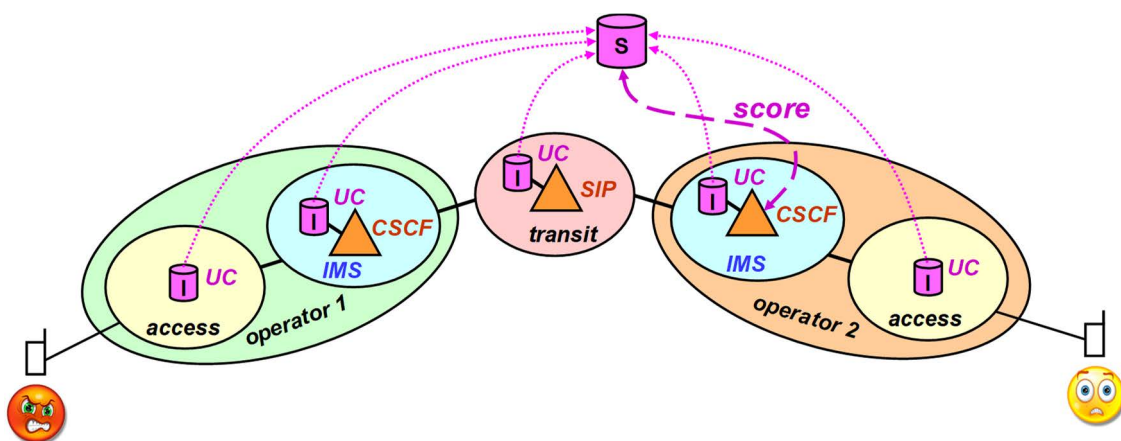 S
score
UC
I
SIP
transit
UC
I
CSCF
IMS
UC
I
access
operator 1
UC
I
CSCF
IMS
UC
I
access
operator 2